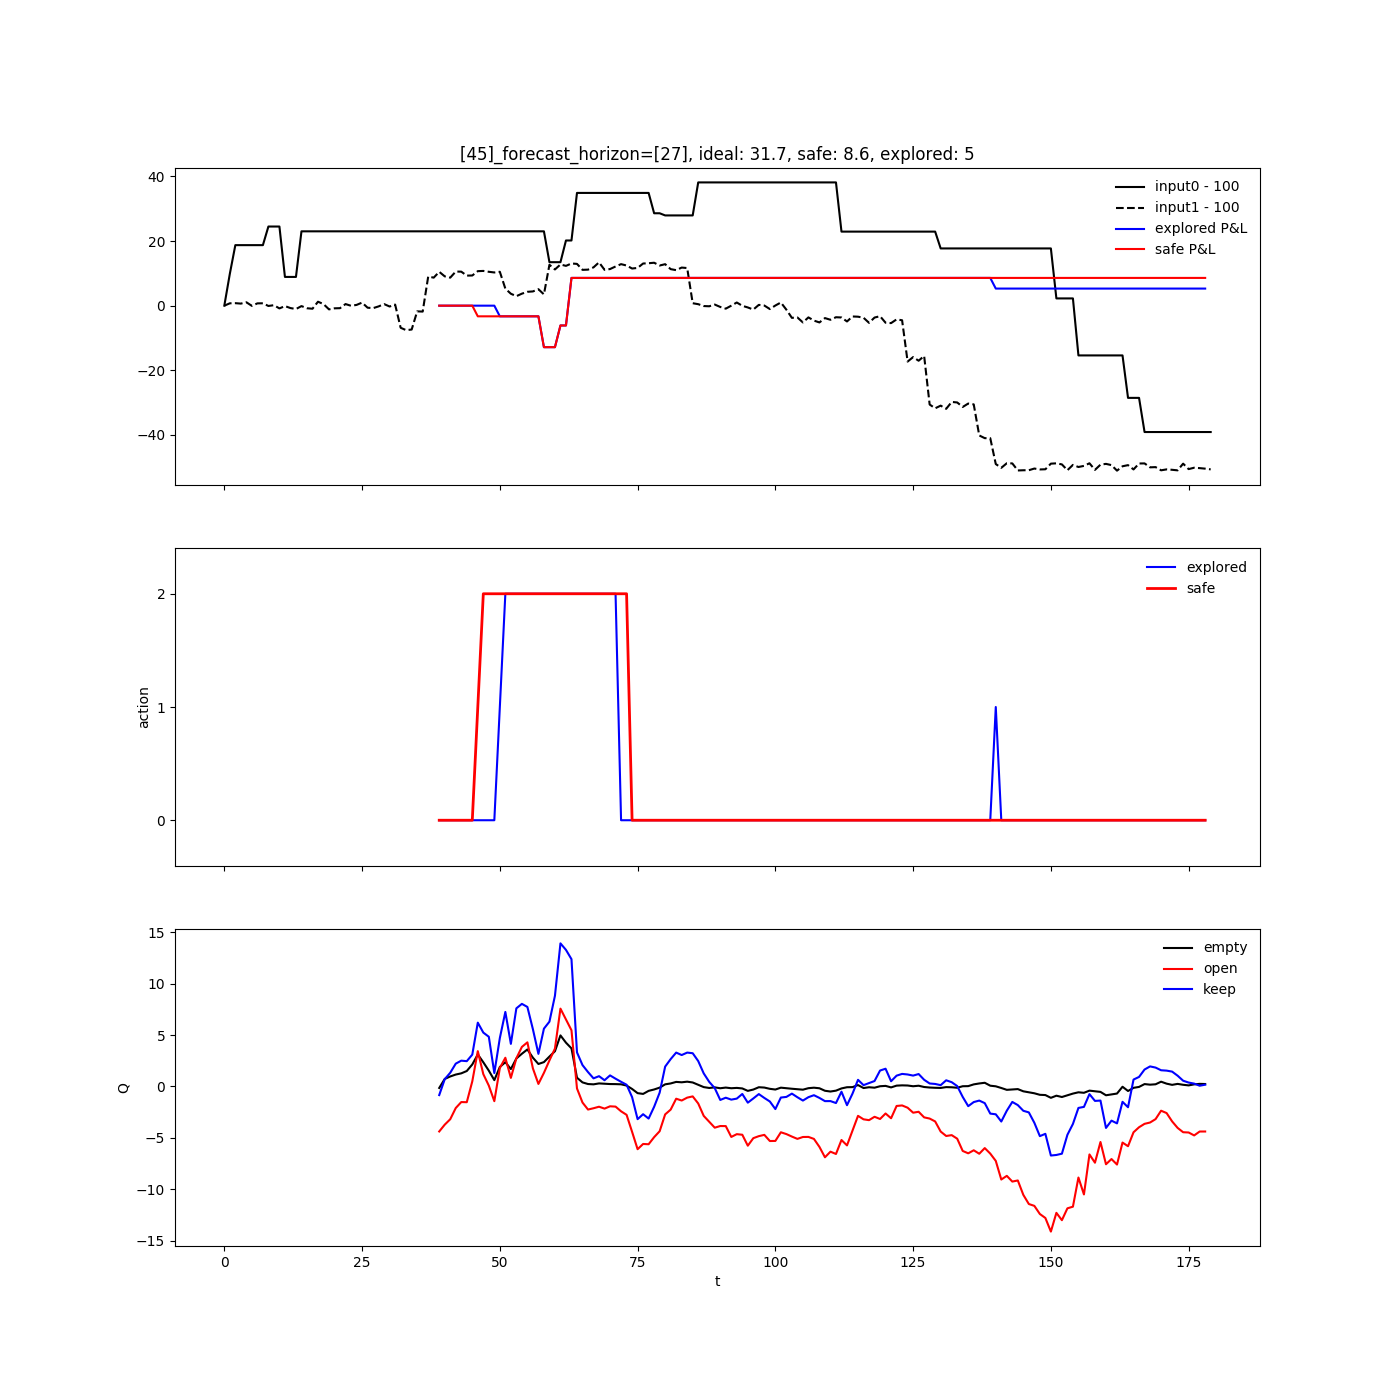 [45]_forecast_horizon=[27], ideal: 31.7, safe: 8.6, explored: 5
40
20
0
−20
−40
input0 - 100
input1 - 100
explored P&L
safe P&L
2
1
0
action
explored
safe
15
10
5
0
−5
−10
−15
Q
empty
open
keep
0 25 50 75 100 125 150 175
t